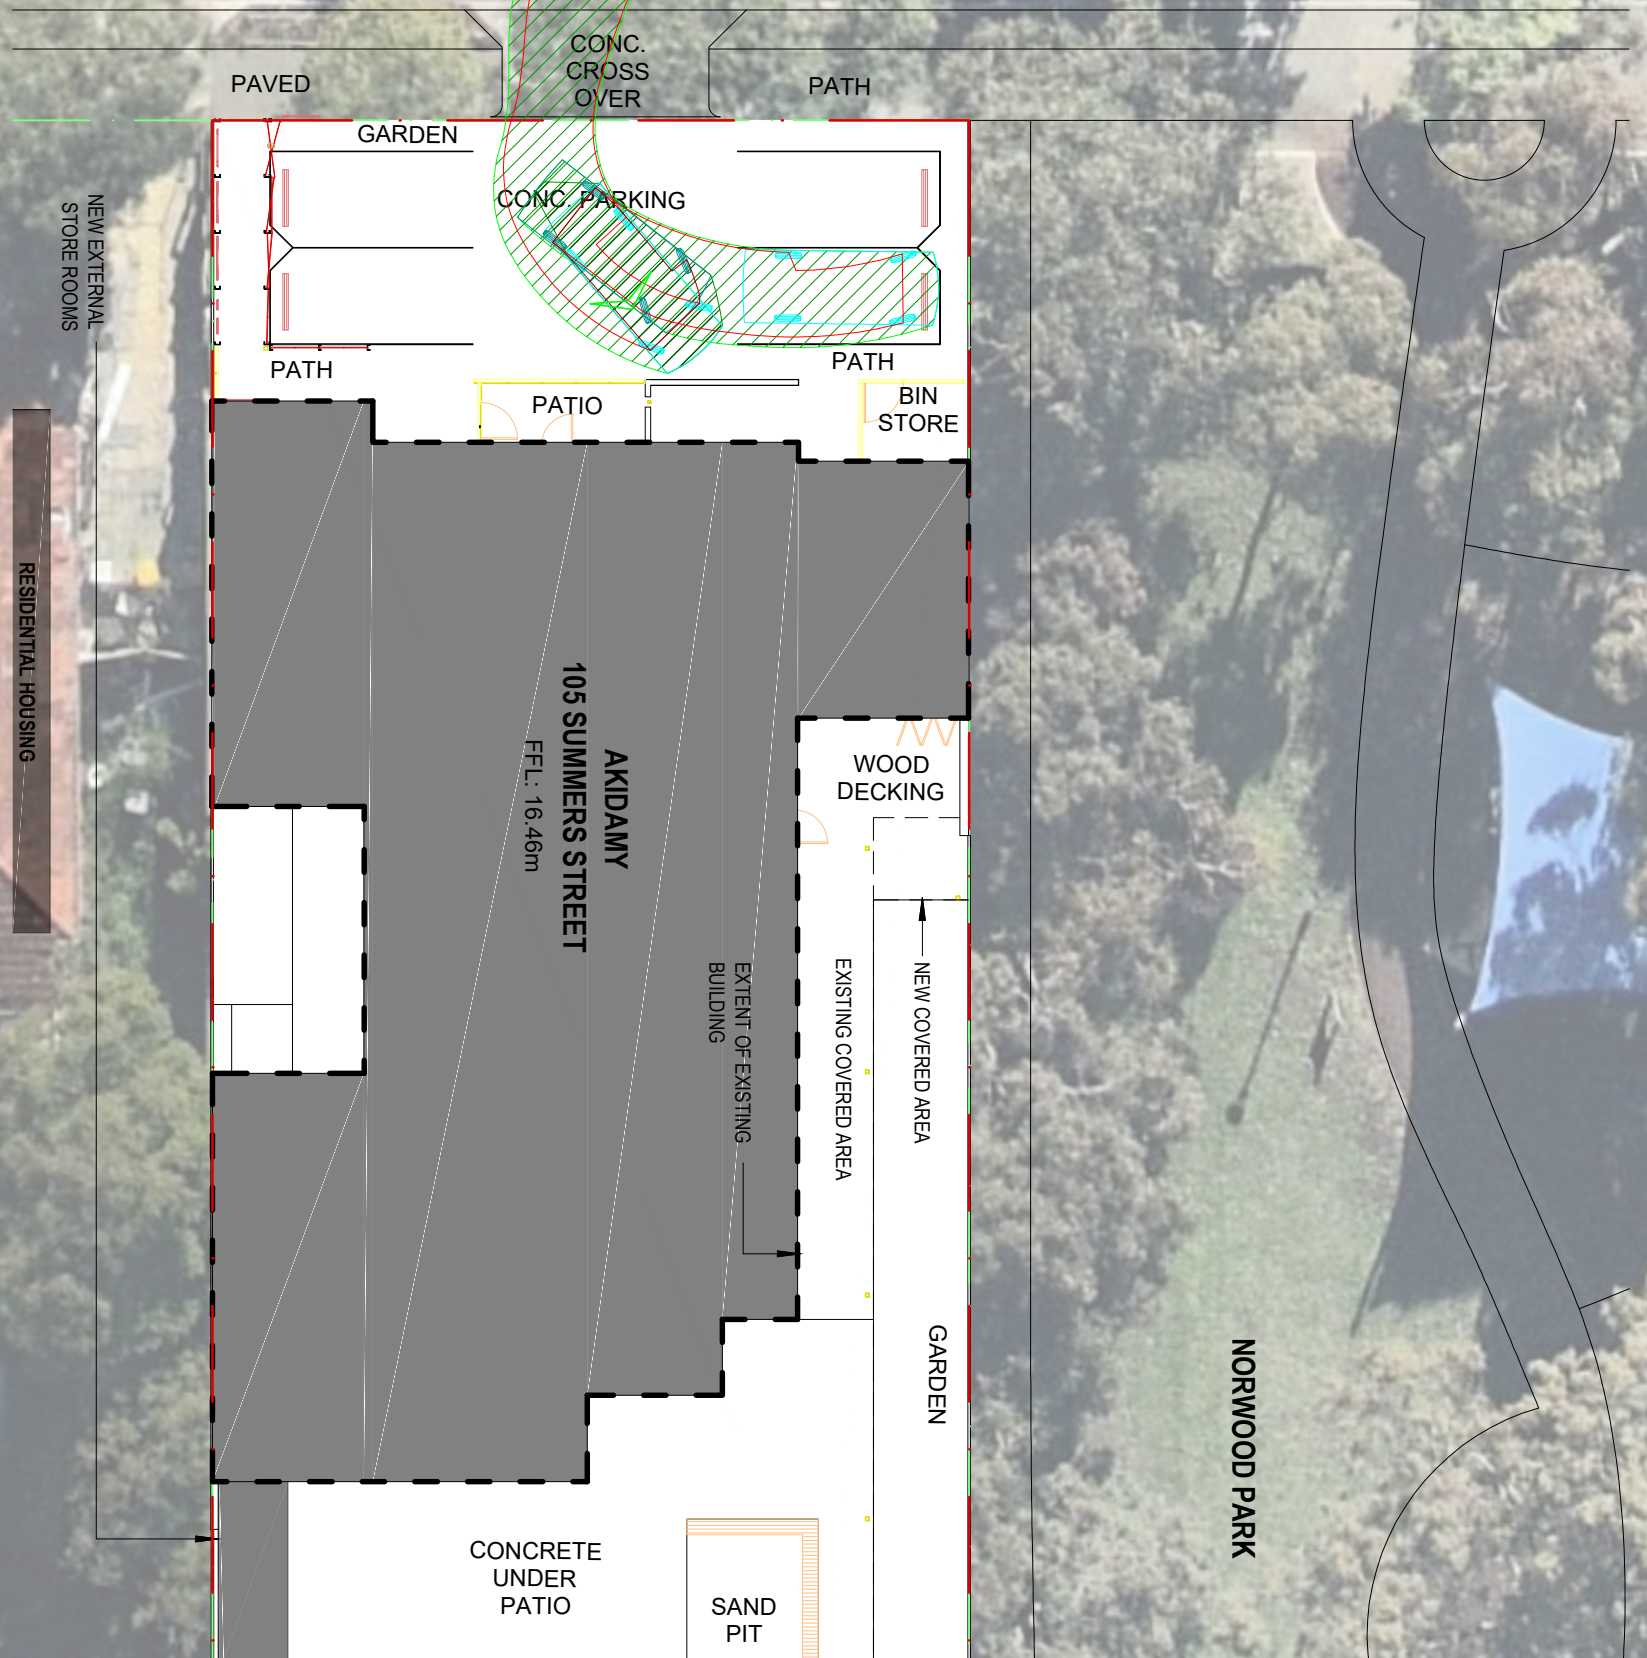 CONC.
CROSS
OVER
PAVED
PATH
GARDEN
CONC. PARKING
NEW EXTERNAL
STORE ROOMS
PATH
PATH
PATIO
BIN
STORE
RESIDENTIAL HOUSING
AKIDAMY
105 SUMMERS STREET
FFL: 16.46m
WOOD
DECKING
EXTENT OF EXISTING
BUILDING
EXISTING COVERED AREA
NEW COVERED AREA
GARDEN
NORWOOD PARK
CONCRETE
UNDER
PATIO
SAND
PIT